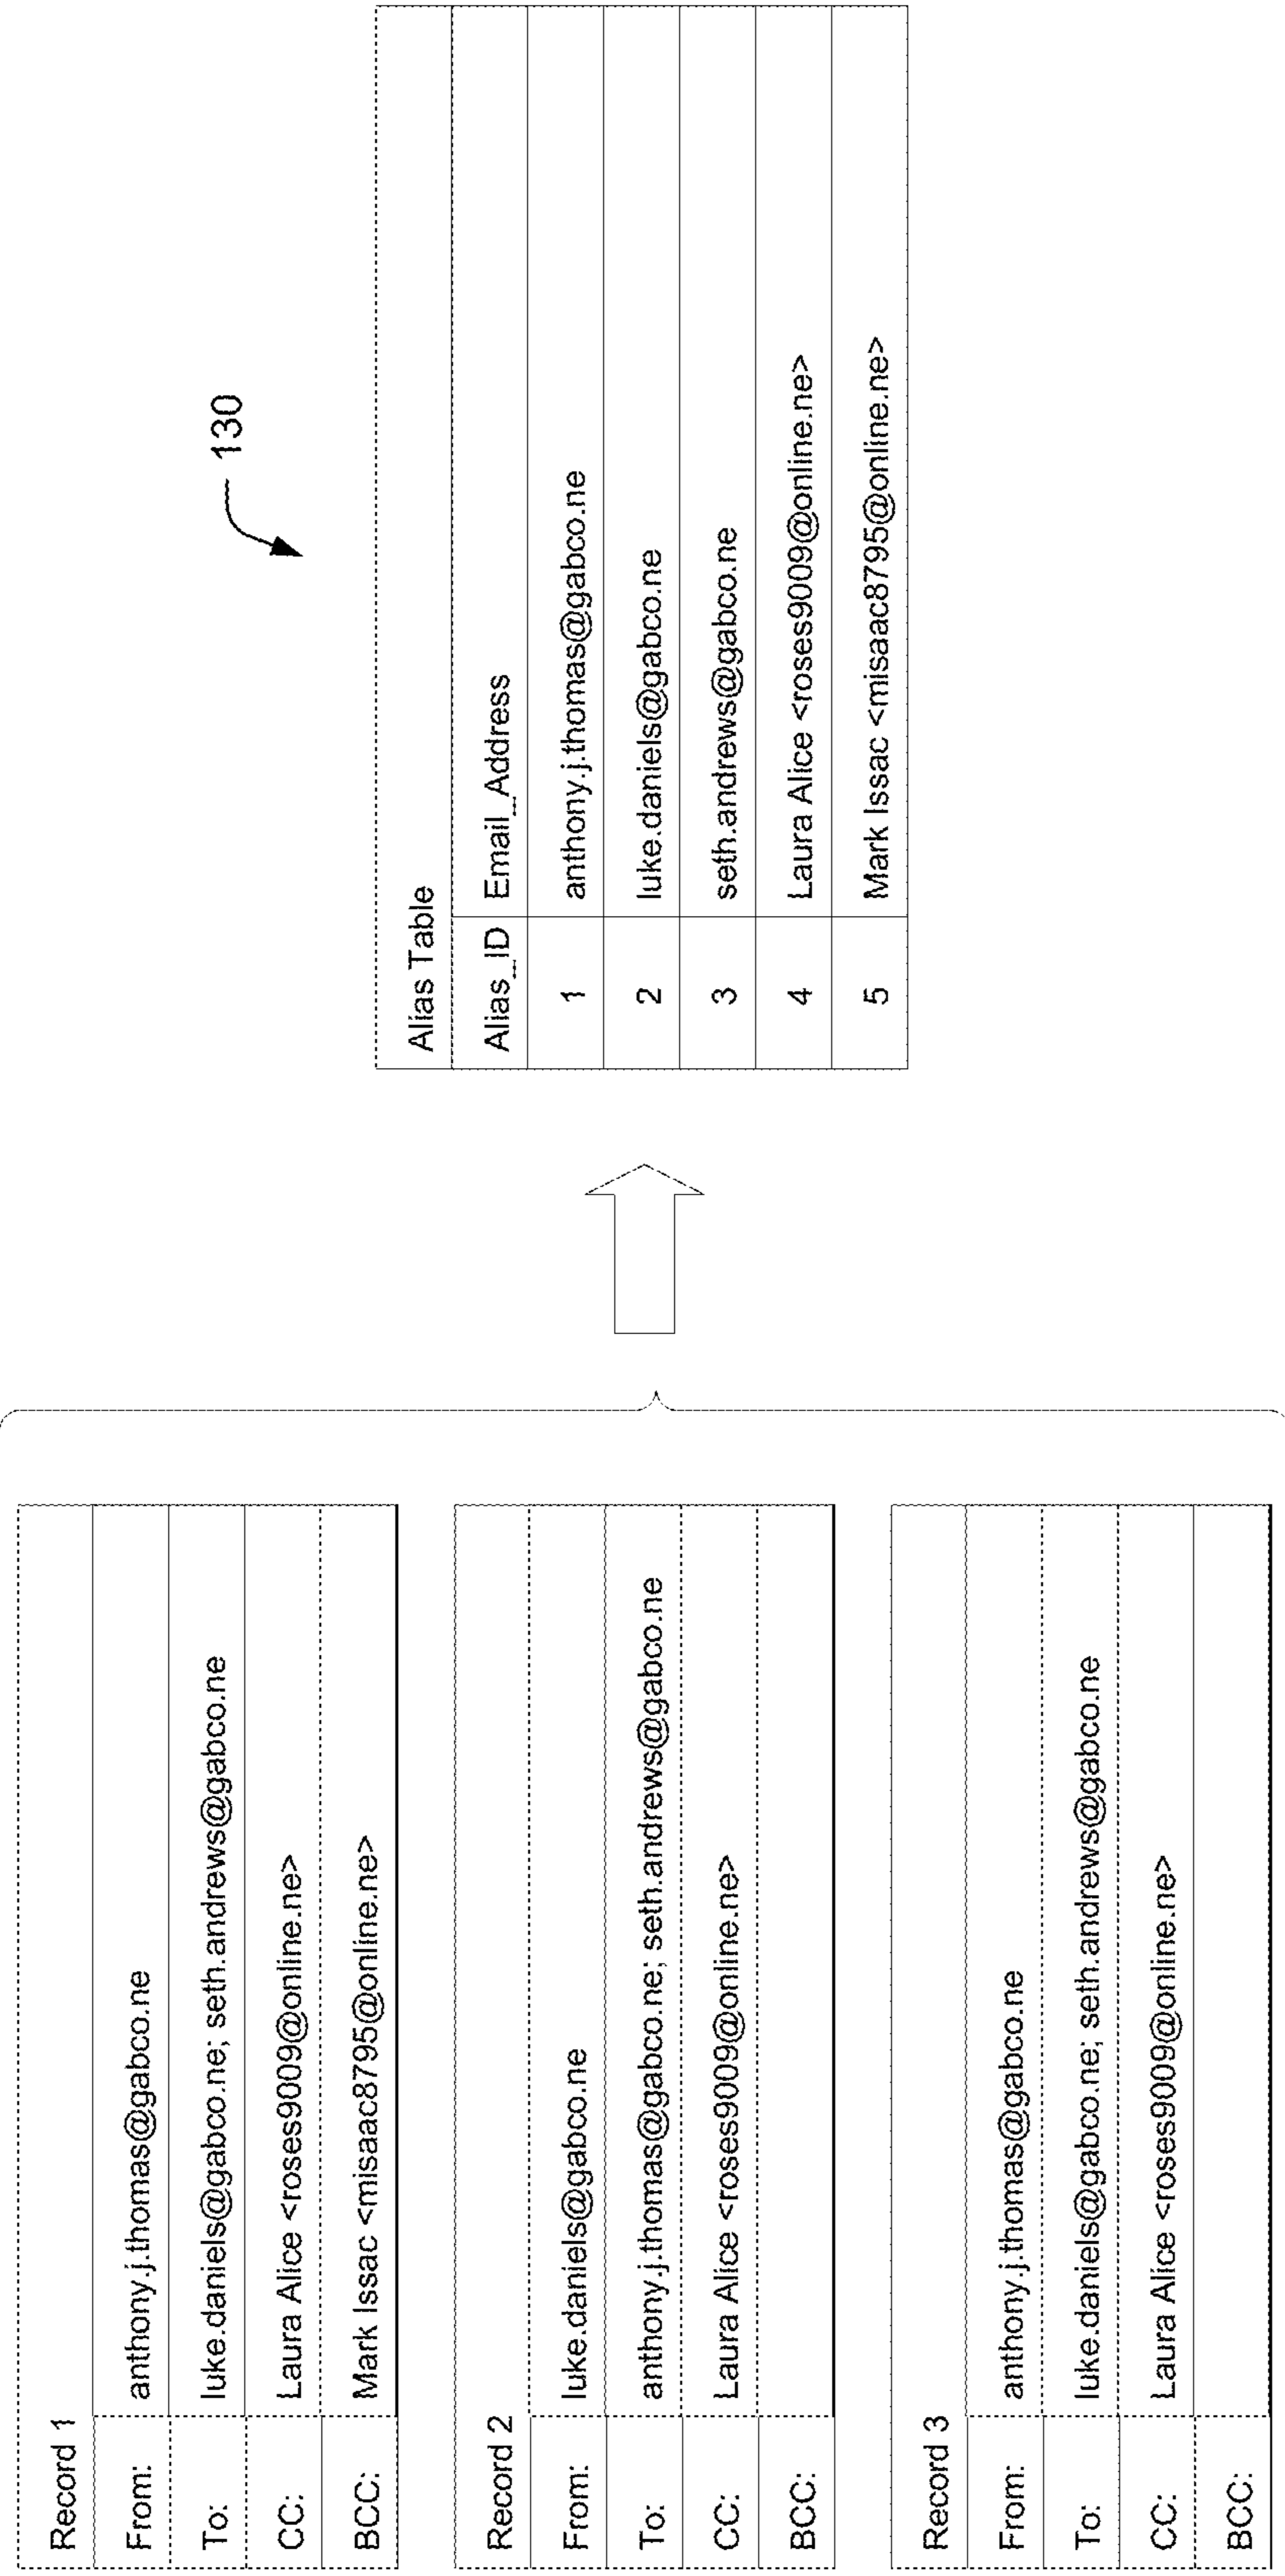 Record 1
From: anthony.j.thomas@gabco.ne
To: luke.daniels@gabco.ne; seth.andrews@gabco.ne
CC: Laura Alice <roses9009@online.ne>
BCC: Mark Issac <misaac8795@online.ne>
Record 2
From: luke.daniels@gabco.ne
To: anthony.j.thomas@gabco.ne; seth.andrews@gabco.ne
CC: Laura Alice <roses9009@online.ne>
BCC:
Record 3
From: anthony.j.thomas@gabco.ne
To: luke.daniels@gabco.ne; seth.andrews@gabco.ne
CC: Laura Alice <roses9009@online.ne>
BCC:
130
Alias Table
Alias_ID Email_Address
1 anthony.j.thomas@gabco.ne
2 luke.daniels@gabco.ne
3 seth.andrews@gabco.ne
4 Laura Alice <roses9009@online.ne>
5 Mark Issac <misaac8795@online.ne>